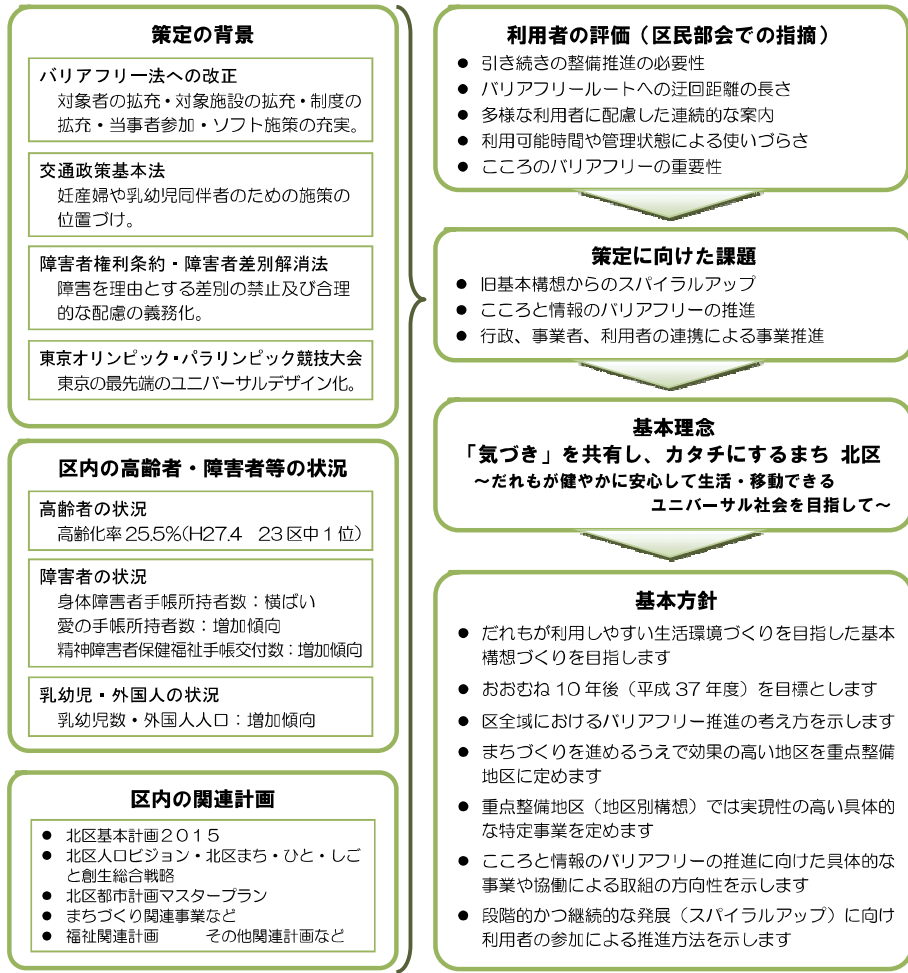 策定の背景
バリアフリー法への改正
対象者の拡充・対象施設の拡充・制度の
拡充・当事者参加・ソフト施策の充実。
交通政策基本法
妊産婦や乳幼児同伴者のための施策の
位置づけ。
障害者権利条約・障害者差別解消法
障害を理由とする差別の禁止及び合理
的な配慮の義務化。
東京オリンピック・パラリンピック競技大会
東京の最先端のユニバーサルデザイン化。
区内の高齢者・障害者等の状況
高齢者の状況
高齢化率 25.5%(H27.4 23区中1位)
障害者の状況
身体障害者手帳所持者数：横ばい
愛の手帳所持者数：増加傾向
精神障害者保健福祉手帳交付数：増加傾向
乳幼児・外国人の状況
乳幼児数・外国人人口：増加傾向
区内の関連計画
● 北区基本計画２０１５
● 北区人口ビジョン・北区まち・ひと・しご
と創生総合戦略
● 北区都市計画マスタープラン
● まちづくり関連事業など
● 福祉関連計画 その他関連計画など
利用者の評価（区民部会での指摘）
● 引き続きの整備推進の必要性
● バリアフリールートへの迂回距離の長さ
● 多様な利用者に配慮した連続的な案内
● 利用可能時間や管理状態による使いづらさ
● こころのバリアフリーの重要性
策定に向けた課題
● 旧基本構想からのスパイラルアップ
● こころと情報のバリアフリーの推進
● 行政、事業者、利用者の連携による事業推進
基本理念
「気づき」を共有し、カタチにするまち 北区
～だれもが健やかに安心して生活・移動できる
ユニバーサル社会を目指して～
基本方針
● だれもが利用しやすい生活環境づくりを目指した基本
構想づくりを目指します
● おおむね 10 年後（平成 37 年度）を目標とします
● 区全域におけるバリアフリー推進の考え方を示します
● まちづくりを進めるうえで効果の高い地区を重点整備
地区に定めます
● 重点整備地区（地区別構想）では実現性の高い具体的
な特定事業を定めます
● こころと情報のバリアフリーの推進に向けた具体的な
事業や協働による取組の方向性を示します
● 段階的かつ継続的な発展（スパイラルアップ）に向け
利用者の参加による推進方法を示します